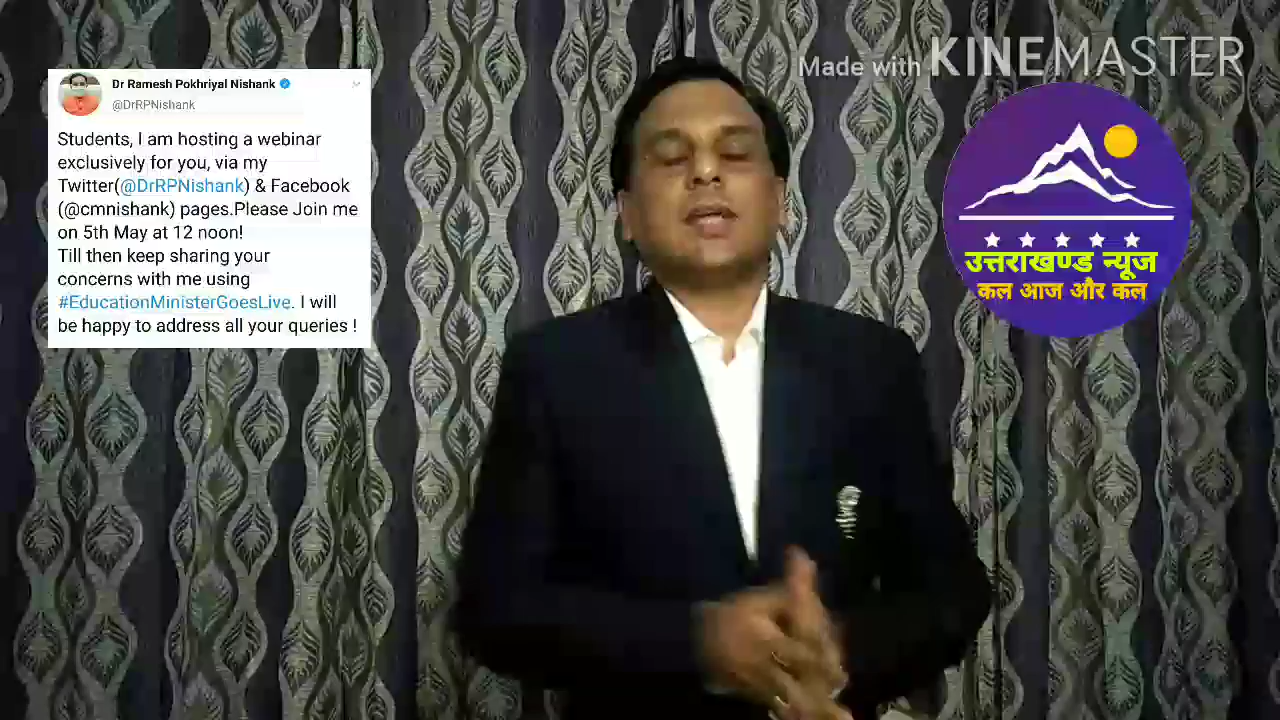 Dr Ramesh Pokhriyal Nishank
@DrRPNishank
Students, I am hosting a webinar
exclusively for you, via my
Twitter(@DrRPNishank) & Facebook
(@cmnishank) pages.Please Join me
on 5th May at 12 noon!
Till then keep sharing your
concerns with me using
#EducationMinisterGoesLive. I will
be happy to address all your queries !
Made with KINEMASTER
उत्तराखण्ड न्यूज
कल आज और कल